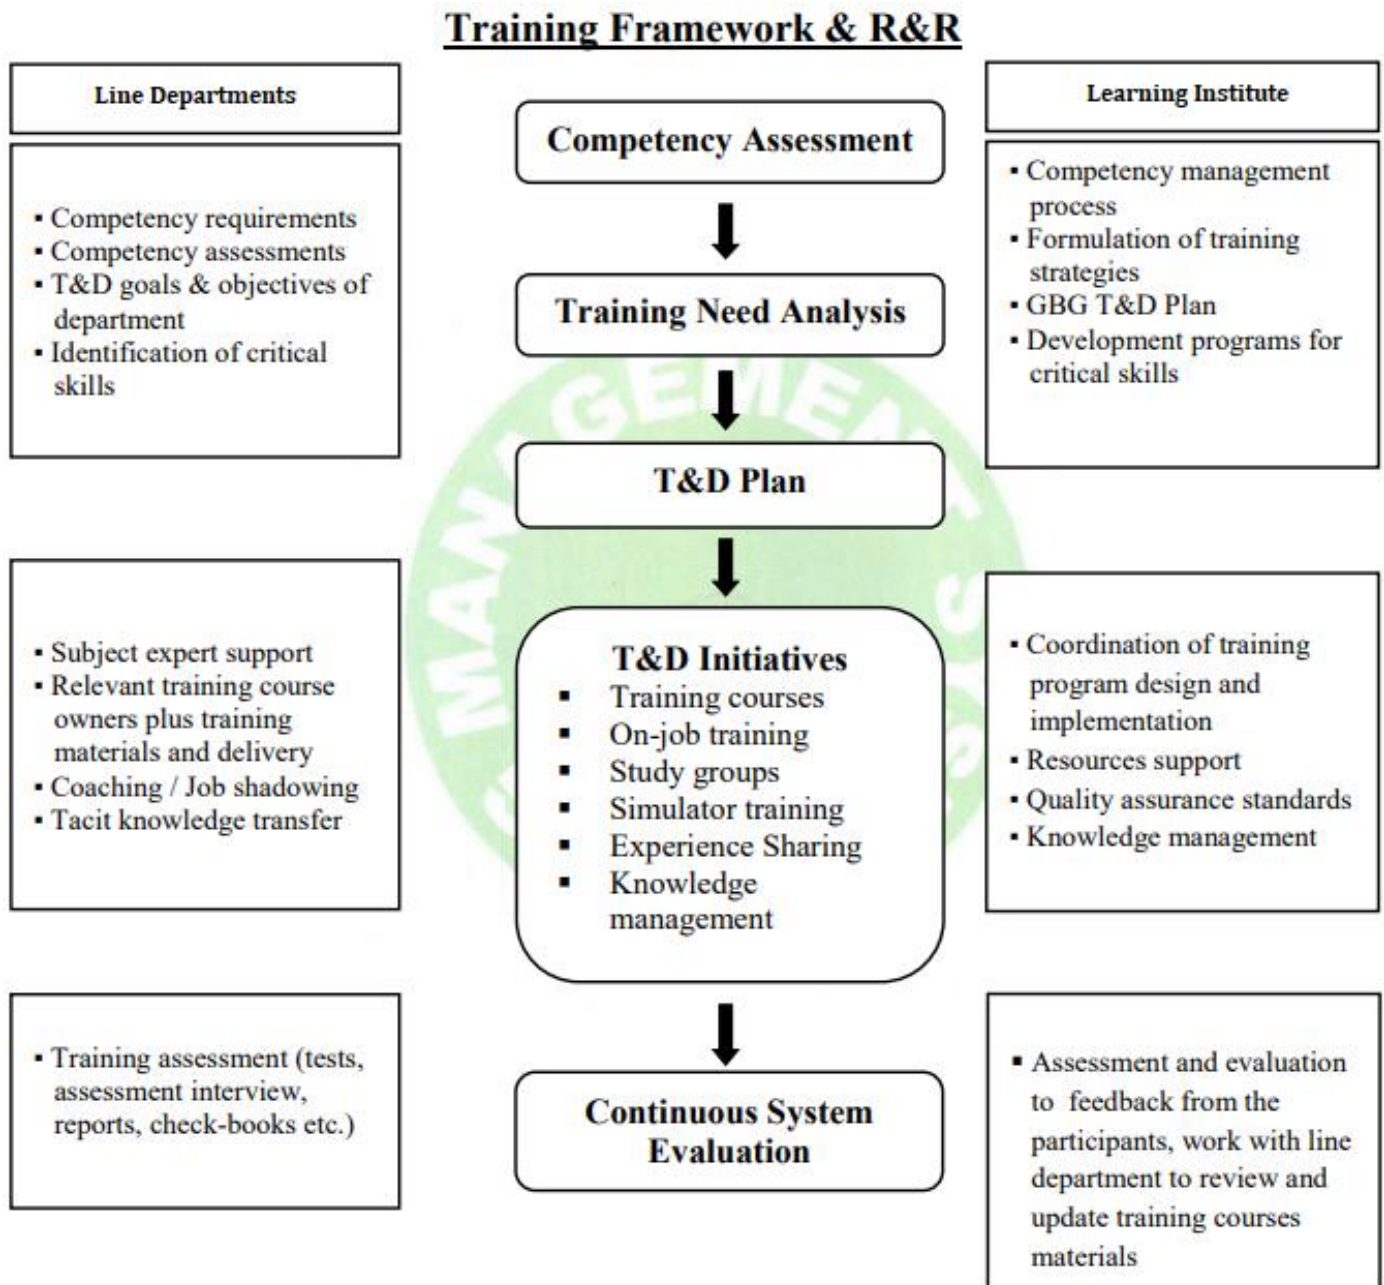 Training Framework & R&R
Line Departments
▪ Competency requirements
▪ Competency assessments
▪ T&D goals & objectives of
department
▪ Identification of critical
skills
▪ Subject expert support
▪ Relevant training course
owners plus training
materials and delivery
▪ Coaching / Job shadowing
▪ Tacit knowledge transfer
▪ Training assessment (tests,
assessment interview,
reports, check-books etc.)
Competency Assessment
Training Need Analysis
T&D Plan
T&D Initiatives
▪ Training courses
▪ On-job training
▪ Study groups
▪ Simulator training
▪ Experience Sharing
▪ Knowledge
management
Continuous System
Evaluation
Learning Institute
▪ Competency management
process
▪ Formulation of training
strategies
▪ GBG T&D Plan
▪ Development programs for
critical skills
▪ Coordination of training
program design and
implementation
▪ Resources support
▪ Quality assurance standards
▪ Knowledge management
▪ Assessment and evaluation
to feedback from the
participants, work with line
department to review and
update training courses
materials
MANAGEMENT SYS